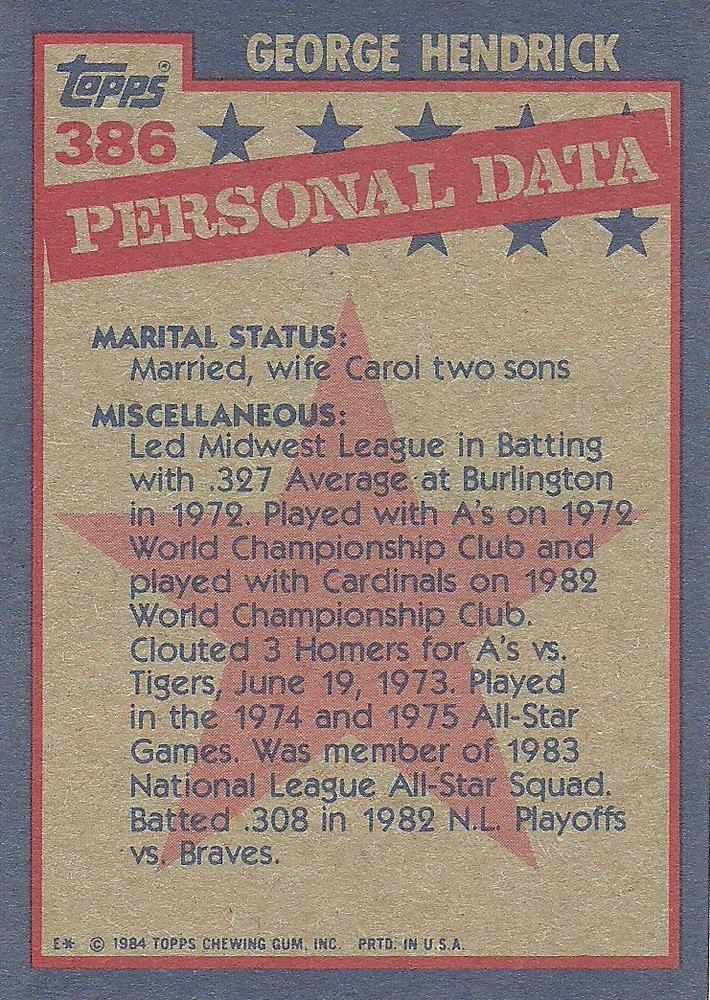 GEORGE HENDRICK
Topps®
386
PERSONAL DATA
MARITAL STATUS:
Married, wife Carol two sons
MISCELLANEOUS:
Led Midwest League in Batting
with .327 Average at Burlington
in 1972. Played with A's on 1972
World Championship Club and
played with Cardinals on 1982
World Championship Club.
Clouted 3 Homers for A's vs.
Tigers, June 19, 1973. Played
in the 1974 and 1975 All-Star
Games. Was member of 1983
National League All-Star Squad.
Batted .308 in 1982 N.L. Playoffs
vs. Braves.
E* © 1984 TOPPS CHEWING GUM, INC. PRTD. IN U.S.A.